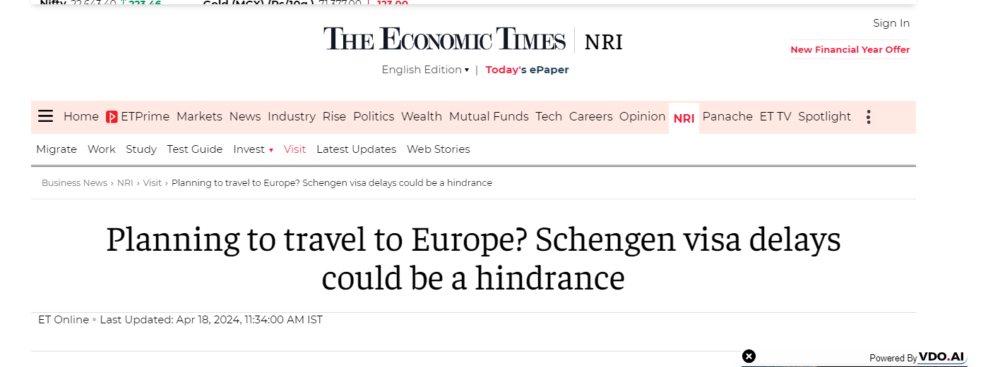 Nifty 22,643.40 ↑ 223.46 Gold (MCX) (Rs/10g.) 71,377.00 | -123.00
Sign In
THE ECONOMIC TIMES | NRI
New Financial Year Offer
English Edition ▾ | Today's ePaper
Home ETPrime Markets News Industry Rise Politics Wealth Mutual Funds Tech Careers Opinion NRI Panache ET TV Spotlight
Migrate Work Study Test Guide Invest ▾ Visit Latest Updates Web Stories
Business News › NRI › Visit › Planning to travel to Europe? Schengen visa delays could be a hindrance
Planning to travel to Europe? Schengen visa delays
could be a hindrance
ET Online • Last Updated: Apr 18, 2024, 11:34:00 AM IST
Powered By VDO.AI